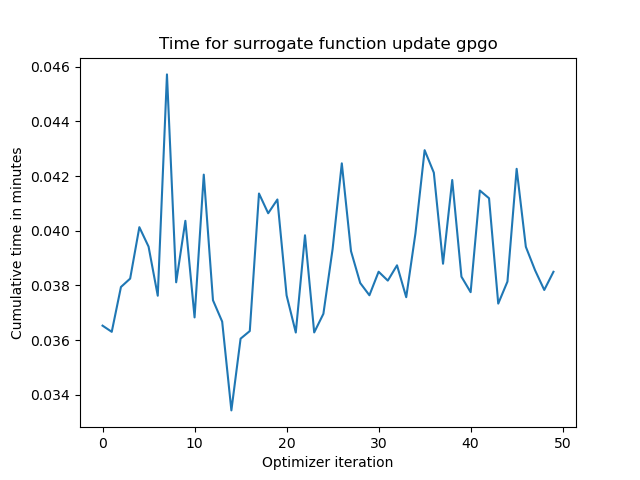 Time for surrogate function update gpgo
0.046
0.044
0.042
0.040
0.038
0.036
0.034
Cumulative time in minutes
0 10 20 30 40 50
Optimizer iteration